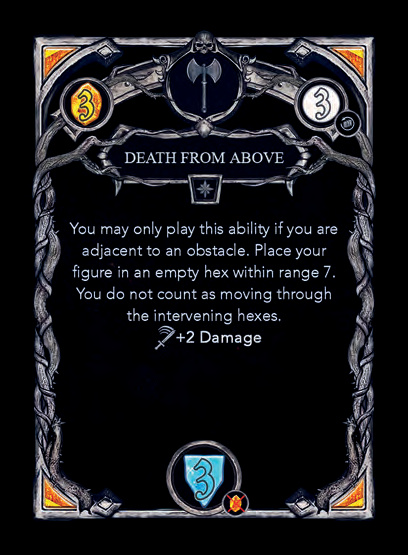 3
3
DEATH FROM ABOVE
You may only play this ability if you are
adjacent to an obstacle. Place your
figure in an empty hex within range 7.
You do not count as moving through
the intervening hexes.
+2 Damage
3